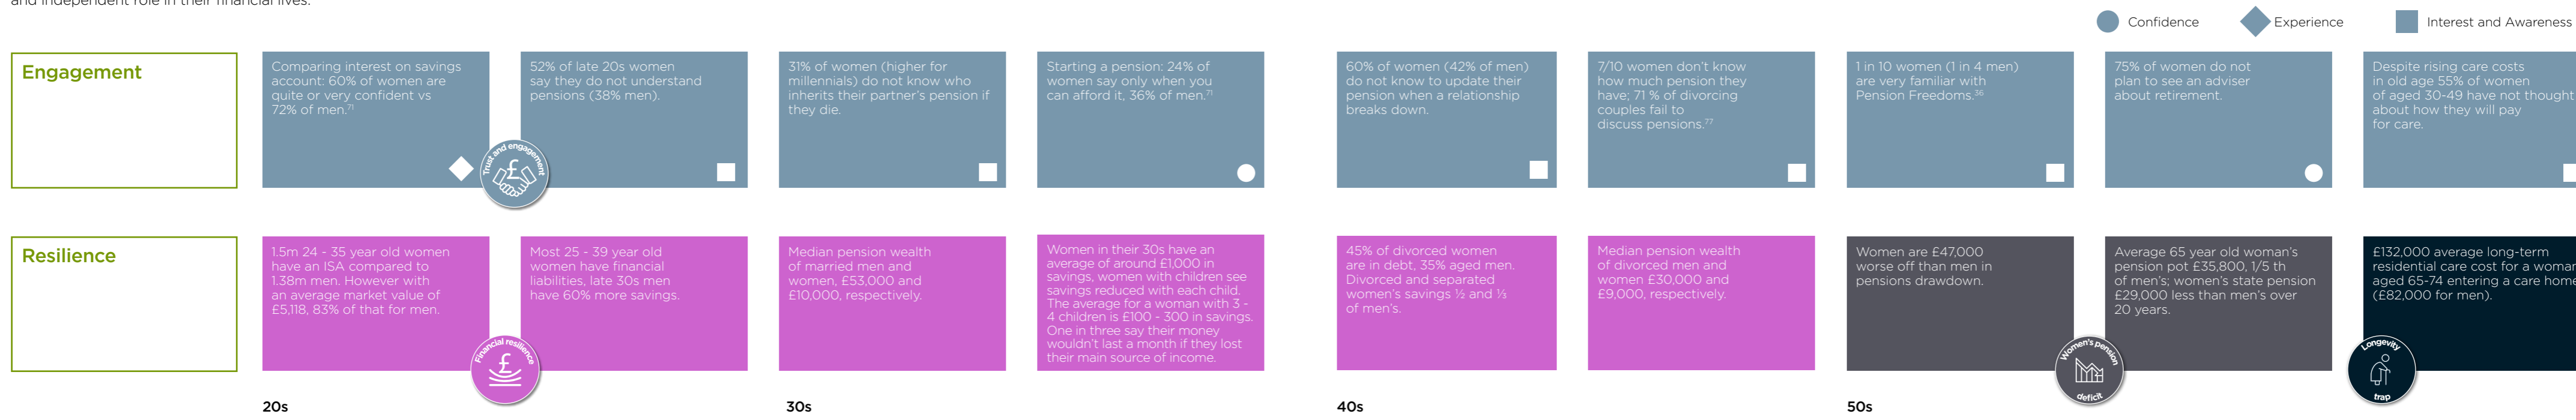 and independent role in their financial lives.
Confidence
Experience
Interest and Awareness
Engagement
Comparing interest on savings
account: 60% of women are
quite or very confident vs
72% of men.71
52% of late 20s women
say they do not understand
pensions (38% men).
31% of women (higher for
millennials) do not know who
inherits their partner's pension if
they die.
Starting a pension: 24% of
women say only when you
can afford it, 36% of men.71
60% of women (42% of men)
do not know to update their
pension when a relationship
breaks down.
7/10 women don't know
how much pension they
have; 71 % of divorcing
couples fail to
discuss pensions.77
1 in 10 women (1 in 4 men)
are very familiar with
Pension Freedoms.36
75% of women do not
plan to see an adviser
about retirement.
Despite rising care costs
in old age 55% of women
of aged 30-49 have not thought
about how they will pay
for care.
Trust and engagement
£
Resilience
1.5m 24 - 35 year old women
have an ISA compared to
1.38m men. However with
an average market value of
£5,118, 83% of that for men.
Most 25 - 39 year old
women have financial
liabilities, late 30s men
have 60% more savings.
Median pension wealth
of married men and
women, £53,000 and
£10,000, respectively.
Women in their 30s have an
average of around £1,000 in
savings, women with children see
savings reduced with each child.
The average for a woman with 3 -
4 children is £100 - 300 in savings.
One in three say their money
wouldn't last a month if they lost
their main source of income.
45% of divorced women
are in debt, 35% aged men.
Divorced and separated
women's savings ½ and ⅓
of men's.
Median pension wealth
of divorced men and
women £30,000 and
£9,000, respectively.
Women are £47,000
worse off than men in
pensions drawdown.
Average 65 year old woman's
pension pot £35,800, 1/5 th
of men's; women's state pension
£29,000 less than men's over
20 years.
£132,000 average long-term
residential care cost for a woman
aged 65-74 entering a care home
(£82,000 for men).
Financial resilience
£
Women's pension
deficit
Longevity
trap
20s
30s
40s
50s